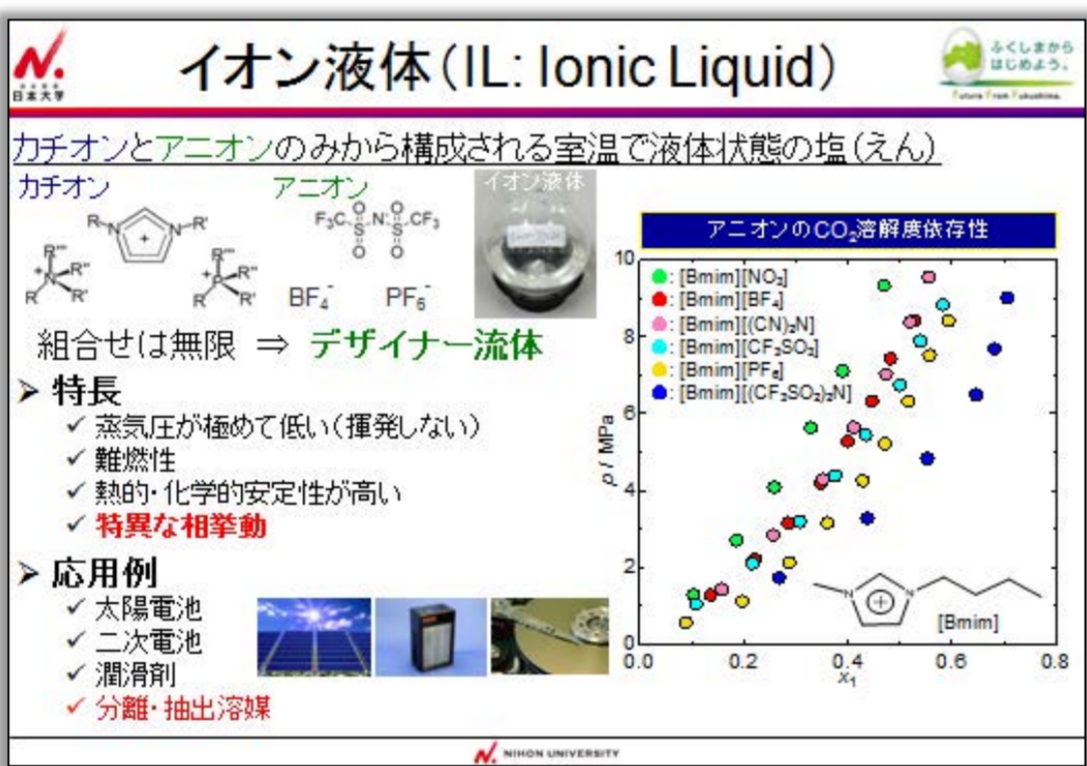 N.
日本大学
イオン液体(IL: Ionic Liquid)
ふくしまから
はじめよう。
Future From Fukushima.
カチオンとアニオンのみから構成される室温で液体状態の塩(えん)
カチオン
アニオン
イオン液体
R N + N R'
R''' R'' R' R N +
R''' R'' R' R P +
F₃C S N S CF₃ O O O O -
BF₄⁻
PF₆⁻
組合せは無限 ⇒ デザイナー流体
➤ 特長
✓ 蒸気圧が極めて低い(揮発しない)
✓ 難燃性
✓ 熱的・化学的安定性が高い
✓ 特異な相挙動
➤ 応用例
✓ 太陽電池
✓ 二次電池
✓ 潤滑剤
✓ 分離・抽出溶媒
アニオンのCO₂溶解度依存性
: [Bmim][NO₃]
: [Bmim][BF₄]
: [Bmim][(CN)₂N]
: [Bmim][CF₃SO₃]
: [Bmim][PF₆]
: [Bmim][(CF₃SO₂)₂N]
p / MPa
10
8
6
4
2
0
N + N
[Bmim]
0.0 0.2 0.4 0.6 0.8
x₁
N. NIHON UNIVERSITY